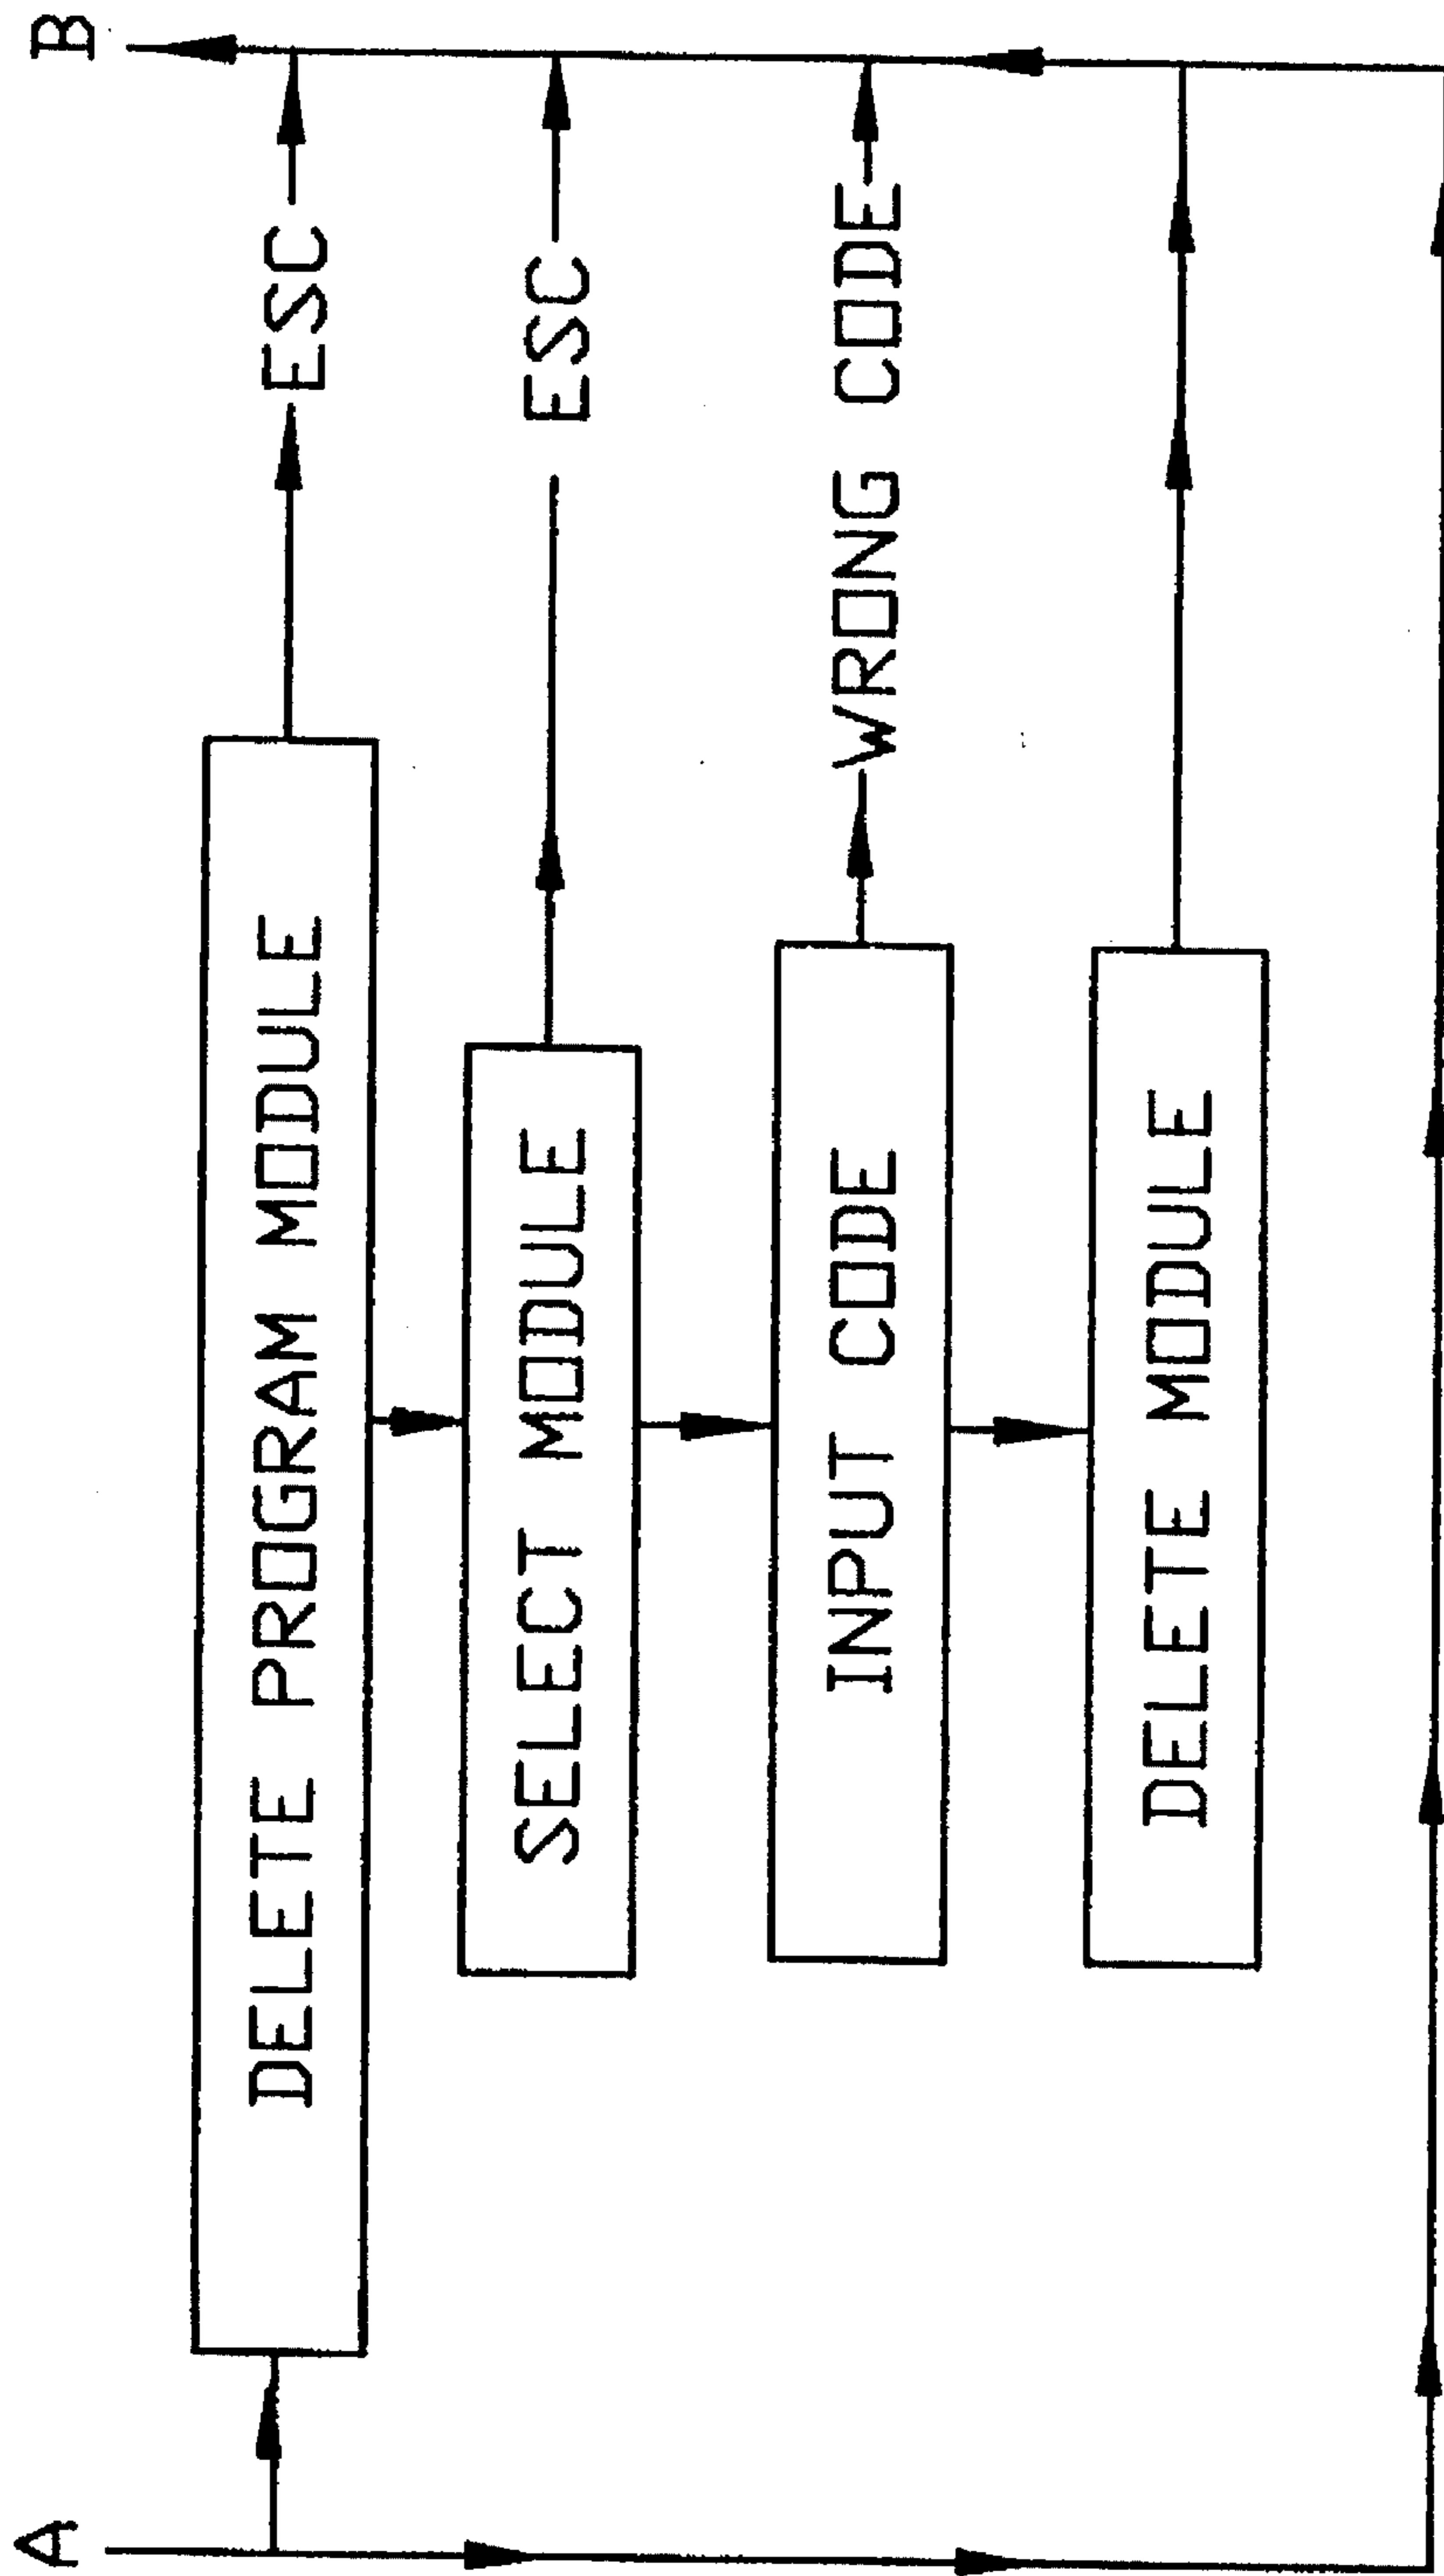 A
B
DELETE PROGRAM MODULE
ESC
SELECT MODULE
ESC
INPUT CODE
WRONG CODE
DELETE MODULE